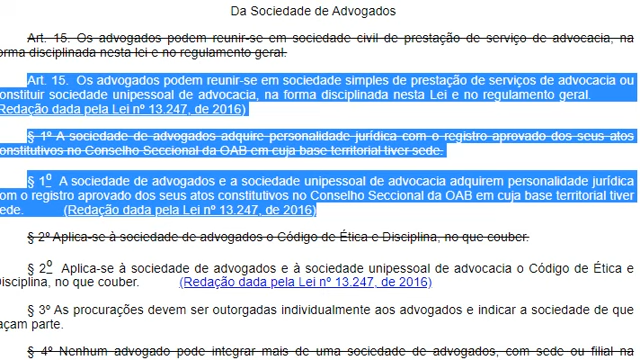 Da Sociedade de Advogados
Art. 15. Os advogados podem reunir-se em sociedade civil de prestação de serviço de advocacia, na
orma disciplinada nesta lei e no regulamento geral.
Art. 15.  Os advogados podem reunir-se em sociedade simples de prestação de serviços de advocacia ou
onstituir sociedade unipessoal de advocacia, na forma disciplinada nesta Lei e no regulamento geral.
(Redação dada pela Lei nº 13.247, de 2016)
§ 1º A sociedade de advogados adquire personalidade jurídica com o registro aprovado dos seus atos
onstitutivos no Conselho Seccional da OAB em cuja base territorial tiver sede.
§ 1º  A sociedade de advogados e a sociedade unipessoal de advocacia adquirem personalidade jurídica
om o registro aprovado dos seus atos constitutivos no Conselho Seccional da OAB em cuja base territorial tiver
sede. (Redação dada pela Lei nº 13.247, de 2016)
§ 2º Aplica-se à sociedade de advogados o Código de Ética e Disciplina, no que couber.
§ 2º  Aplica-se à sociedade de advogados e à sociedade unipessoal de advocacia o Código de Ética e
Disciplina, no que couber. (Redação dada pela Lei nº 13.247, de 2016)
§ 3º As procurações devem ser outorgadas individualmente aos advogados e indicar a sociedade de que
açam parte.
§ 4º Nenhum advogado pode integrar mais de uma sociedade de advogados, com sede ou filial na